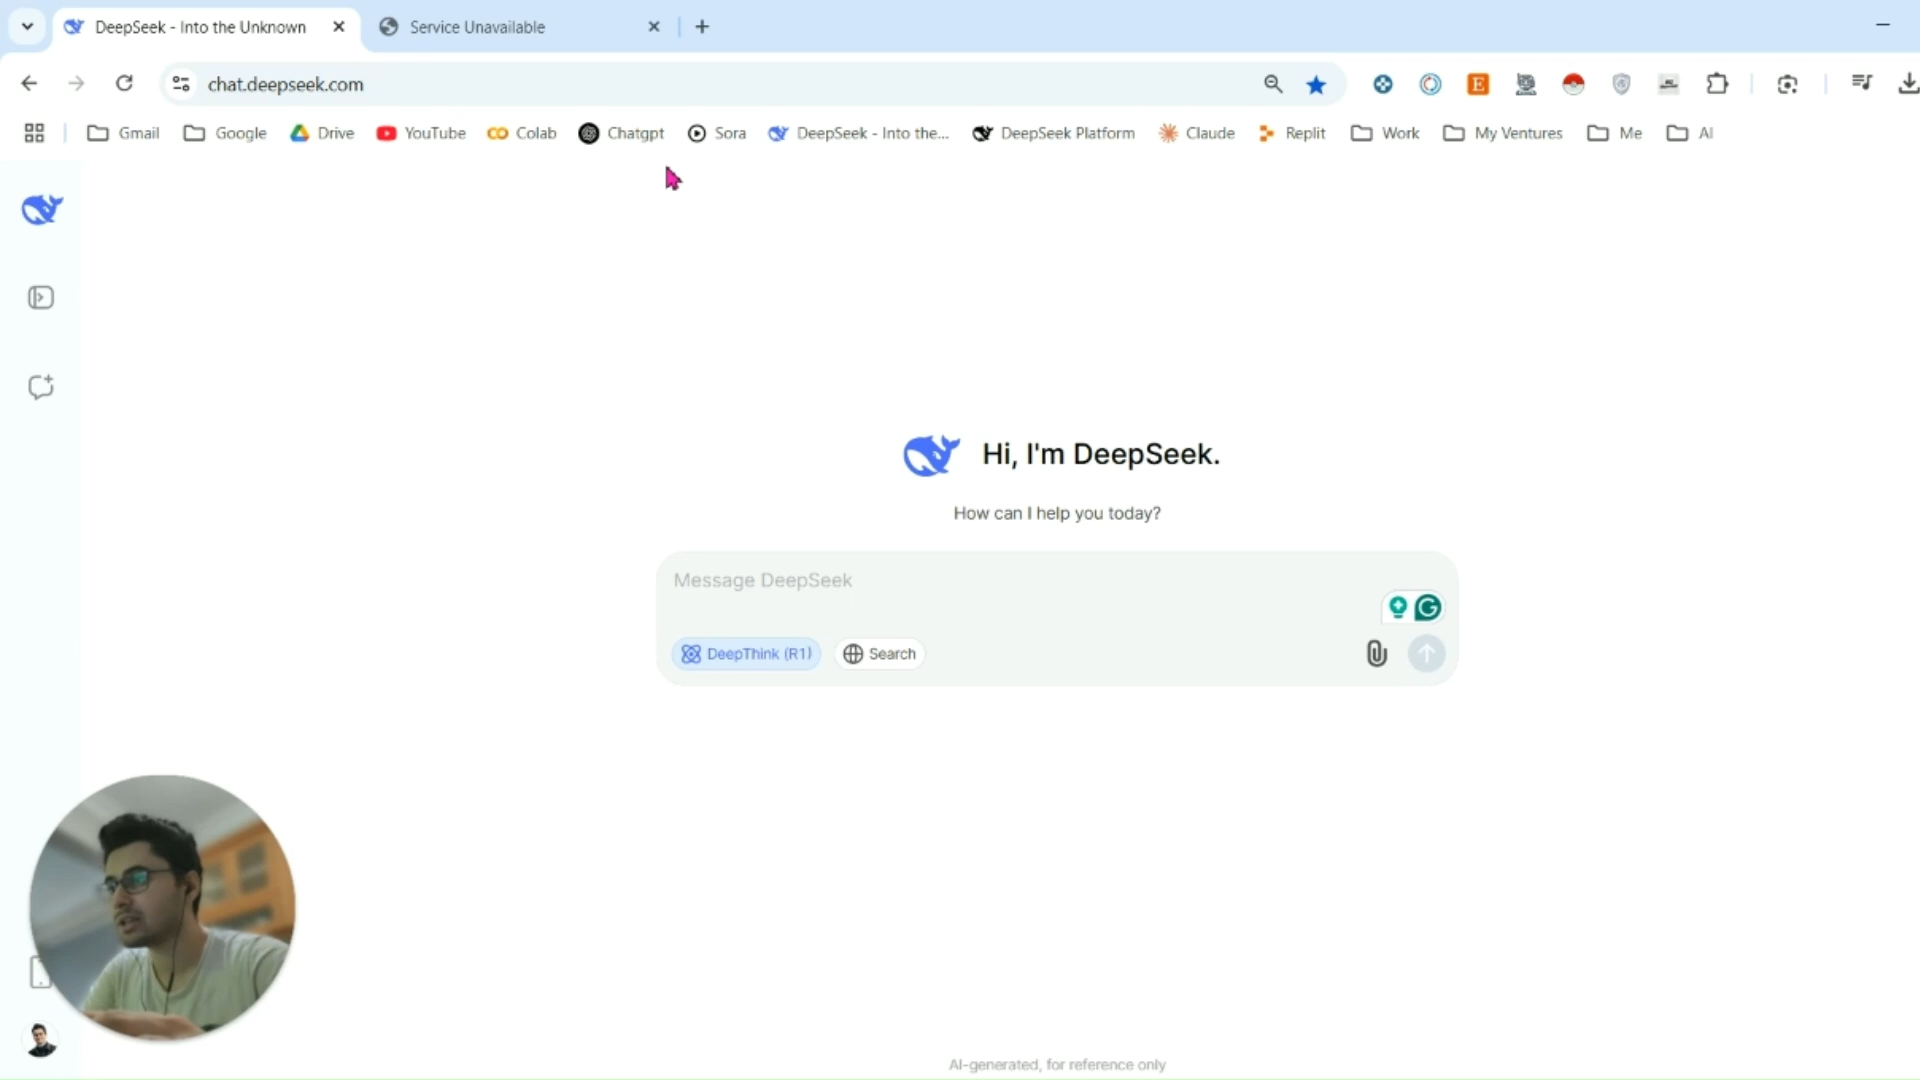 DeepSeek - Into the Unknown
Service Unavailable
chat.deepseek.com
Gmail Google Drive YouTube Colab Chatgpt Sora DeepSeek - Into the... DeepSeek Platform Claude Replit Work My Ventures Me AI
Hi, I'm DeepSeek.
How can I help you today?
Message DeepSeek
DeepThink (R1) Search
AI-generated, for reference only